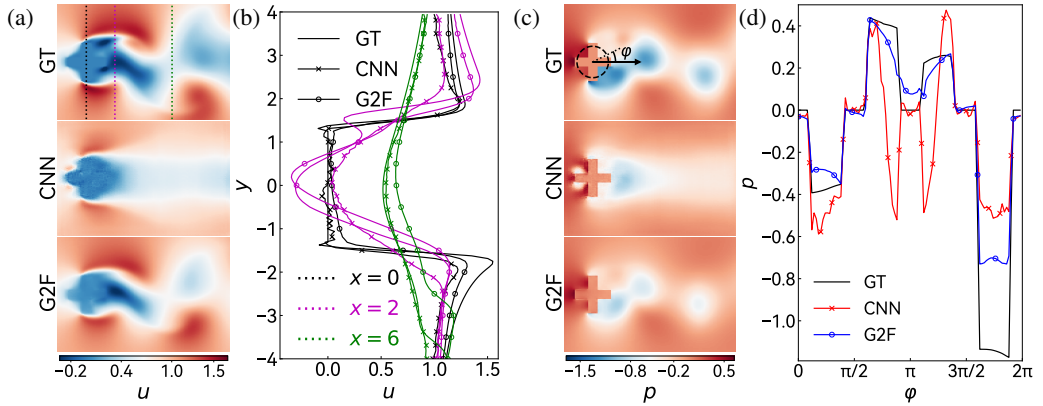 (a)
GT
CNN
G2F
−0.2 0.4 1.0 1.5
u
(b)
4
3
2
1
0
−1
−2
−3
−4
y
GT
CNN
G2F
x = 0
x = 2
x = 6
0.0 0.5 1.0 1.5
u
(c)
GT
φ
CNN
G2F
−1.5 −0.8 −0.2 0.5
p
(d)
0.4
0.2
0.0
−0.2
−0.4
−0.6
−0.8
−1.0
p
GT
CNN
G2F
0 π/2 π 3π/2 2π
φ